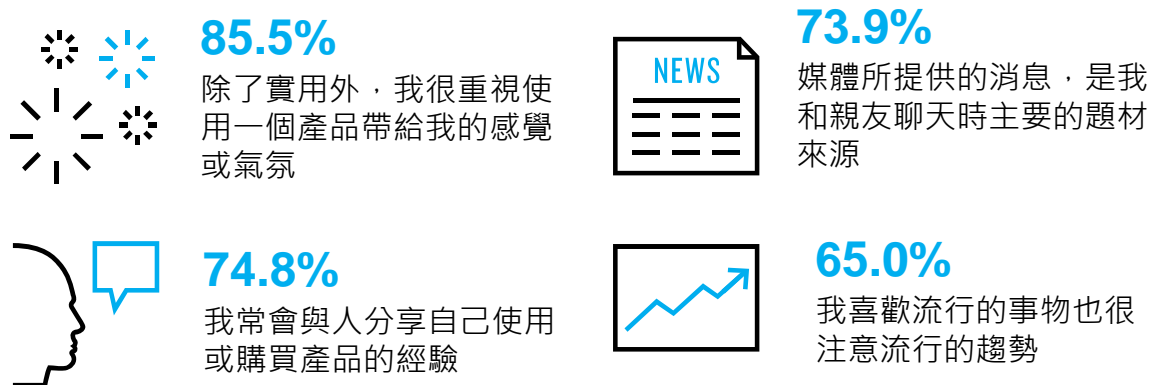 85.5%
除了實用外，我很重視使
用一個產品帶給我的感覺
或氣氛
NEWS
73.9%
媒體所提供的消息，是我
和親友聊天時主要的題材
來源
74.8%
我常會與人分享自己使用
或購買產品的經驗
65.0%
我喜歡流行的事物也很
注意流行的趨勢